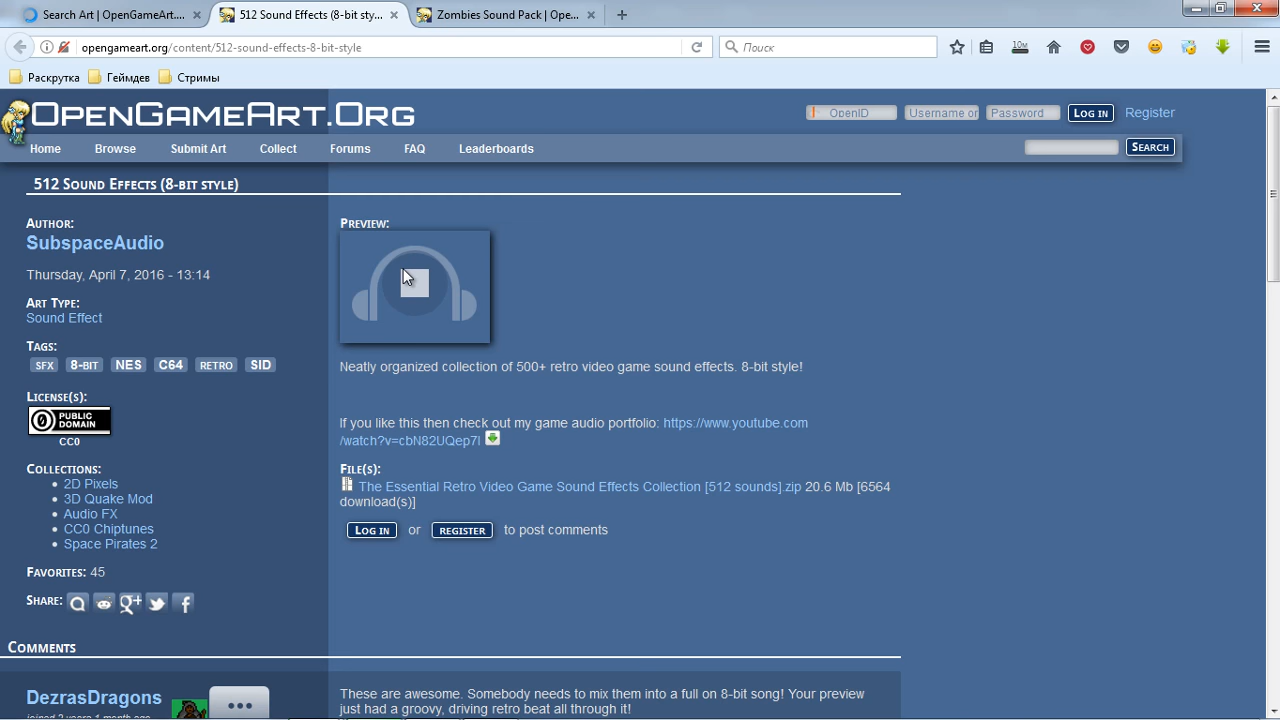 Search Art | OpenGameArt....
512 Sound Effects (8-bit sty...
Zombies Sound Pack | Open...
opengameart.org/content/512-sound-effects-8-bit-style
Поиск
10м
Раскрутка
Геймдев
Стримы
OpenGameArt.Org
OpenID
Username or
Password
Log in
Register
Home
Browse
Submit Art
Collect
Forums
FAQ
Leaderboards
Search
512 Sound Effects (8-bit style)
Author:
SubspaceAudio
Thursday, April 7, 2016 - 13:14
Art Type:
Sound Effect
Tags:
SFX
8-bit
NES
C64
retro
SID
License(s):
PUBLIC
DOMAIN
CC0
Collections:
2D Pixels
3D Quake Mod
Audio FX
CC0 Chiptunes
Space Pirates 2
Favorites: 45
Share:
Preview:
Neatly organized collection of 500+ retro video game sound effects. 8-bit style!
If you like this then check out my game audio portfolio: https://www.youtube.com
/watch?v=cbN82UQep7I
File(s):
The Essential Retro Video Game Sound Effects Collection [512 sounds].zip 20.6 Mb [6564
download(s)]
Log in or register to post comments
Comments
DezrasDragons
joined 2 years 1 month ago
These are awesome. Somebody needs to mix them into a full on 8-bit song! Your preview
just had a groovy, driving retro beat all through it!